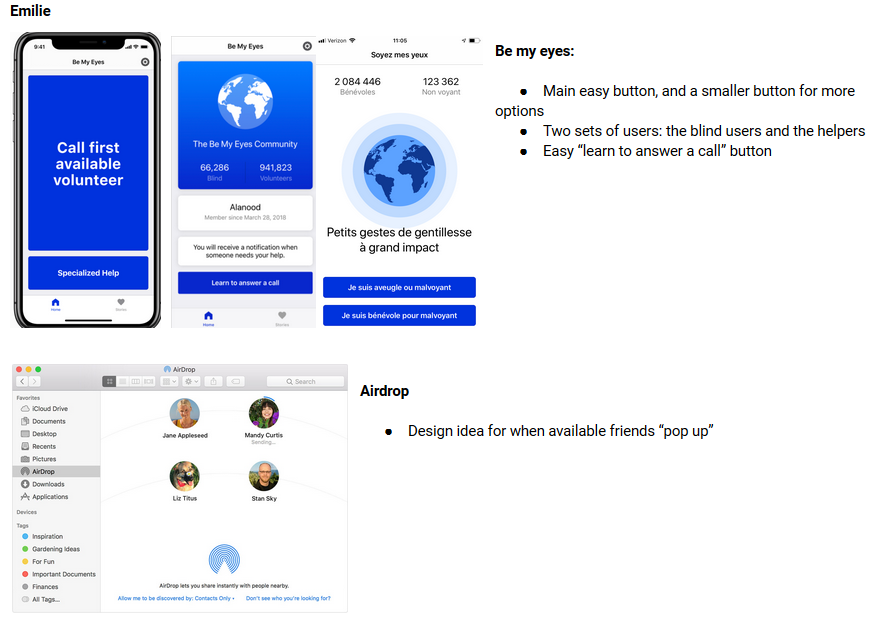 Emilie
9:41
Be My Eyes
Call first
available
volunteer
Specialized Help
Home
Stories
Be My Eyes
The Be My Eyes Community
66,286
941,823
Blind
Volunteers
Alanood
Member since March 28, 2018
You will receive a notification when
someone needs your help.
Learn to answer a call
Home
Stories
Verizon
11:05
Soyez mes yeux
2 084 446
123 362
Bénévoles
Non voyant
Petits gestes de gentillesse
à grand impact
Je suis aveugle ou malvoyant
Je suis bénévole pour malvoyant
Be my eyes:
● Main easy button, and a smaller button for more
options
● Two sets of users: the blind users and the helpers
● Easy “learn to answer a call” button
AirDrop
Search
Favorites
iCloud Drive
Documents
Desktop
Recents
Pictures
AirDrop
Downloads
Applications
Devices
Tags
Inspiration
Gardening Ideas
For Fun
Important Documents
Finances
All Tags...
Jane Appleseed
Mandy Curtis
Sending...
Liz Titus
Stan Sky
AirDrop lets you share instantly with people nearby.
Allow me to be discovered by: Contacts Only
Don't see who you're looking for?
Airdrop
● Design idea for when available friends “pop up”